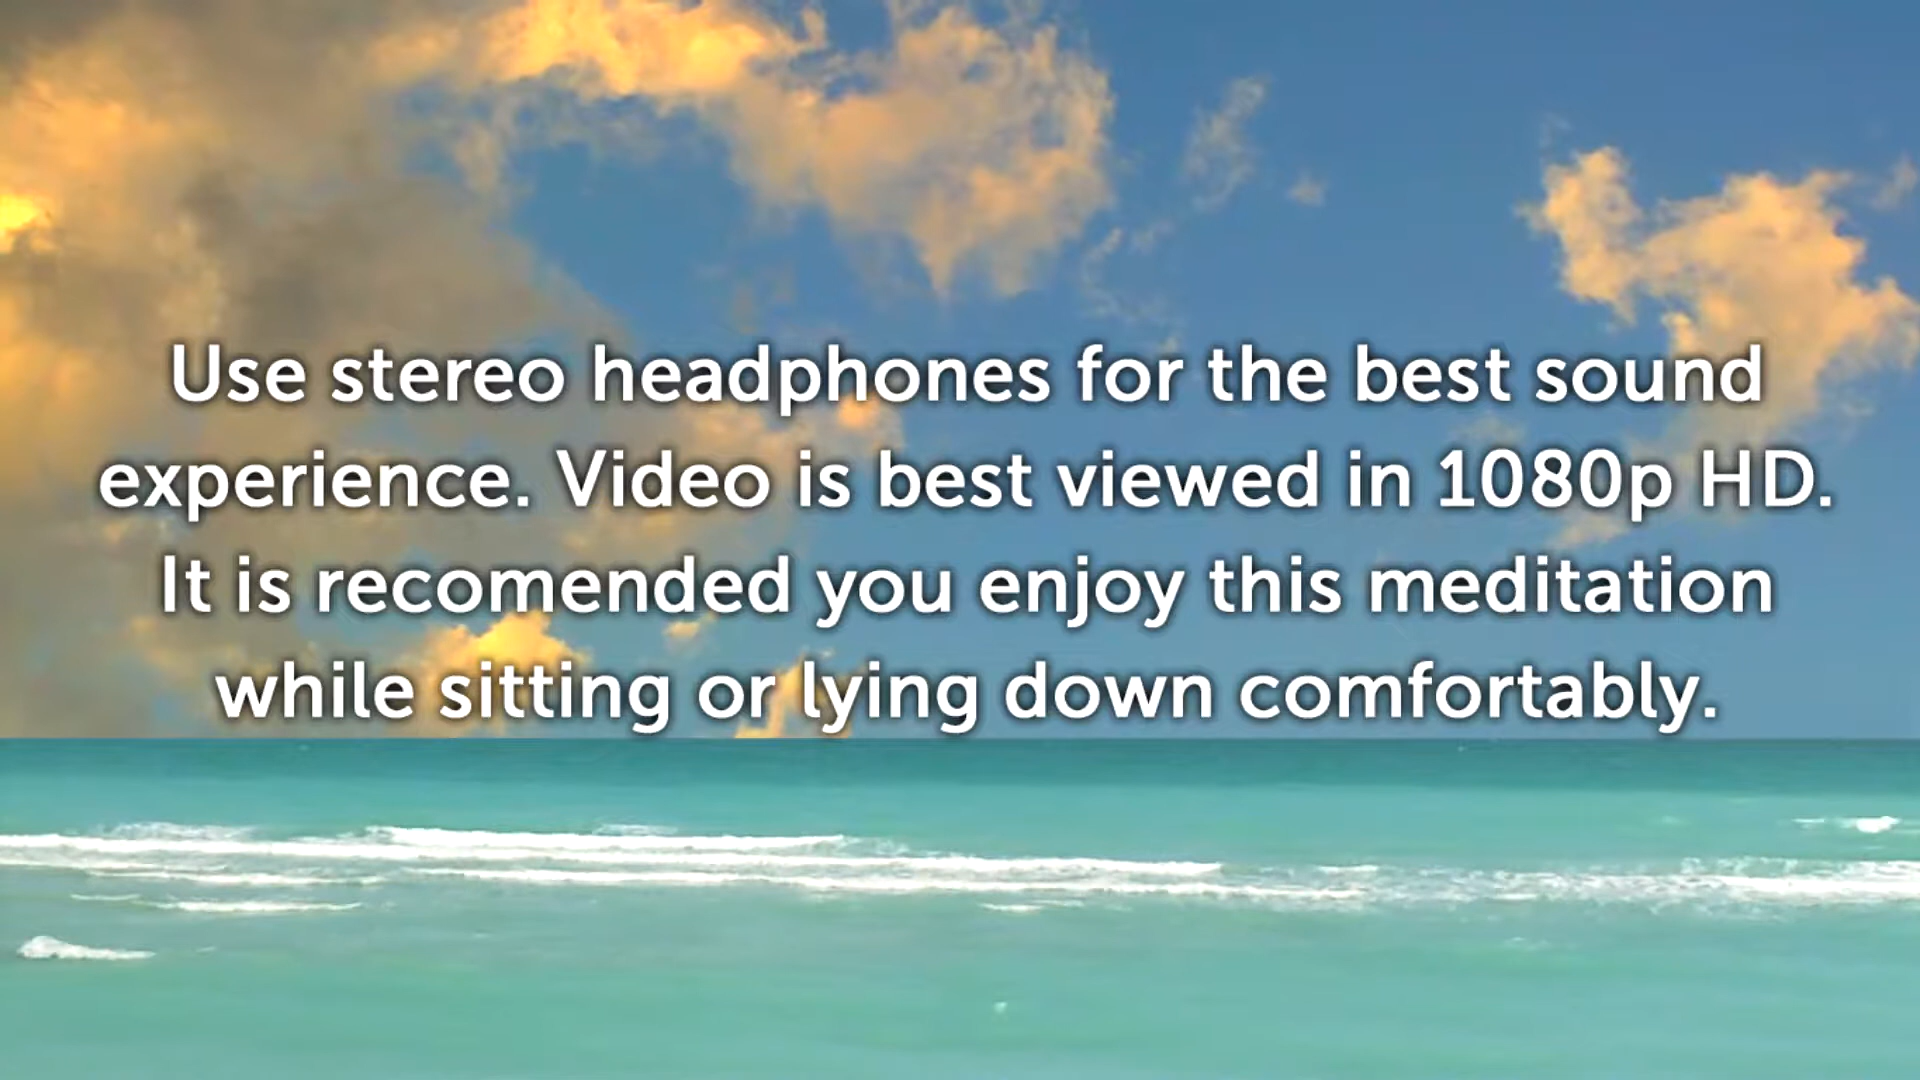 Use stereo headphones for the best sound
experience. Video is best viewed in 1080p HD.
It is recomended you enjoy this meditation
while sitting or lying down comfortably.